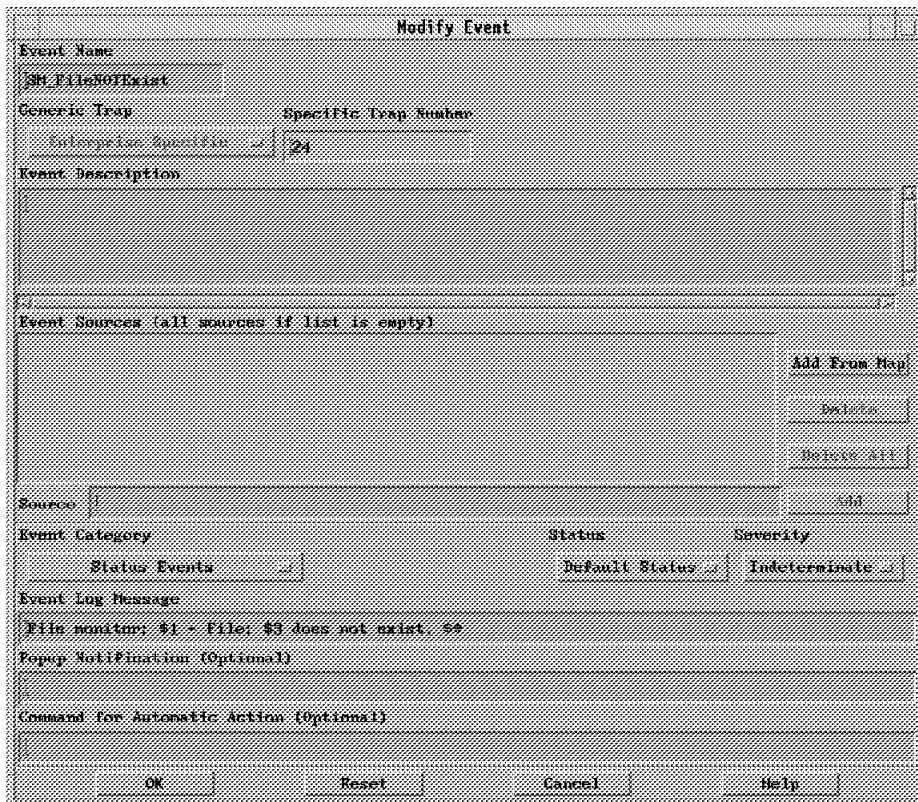 Modify Event
Event Name
SM_FileNOTExist
Generic Trap
Specific Trap Number
Enterprise Specific
24
Event Description
Event Sources (all sources if list is empty)
Add From Map
Delete
Delete All
Source
Add
Event Category
Status
Severity
Status Events
Default Status
Indeterminate
Event Log Message
File monitor: $1 - file: $3 does not exist. $*
Popup Notification (Optional)
Command for Automatic Action (Optional)
OK
Reset
Cancel
Help